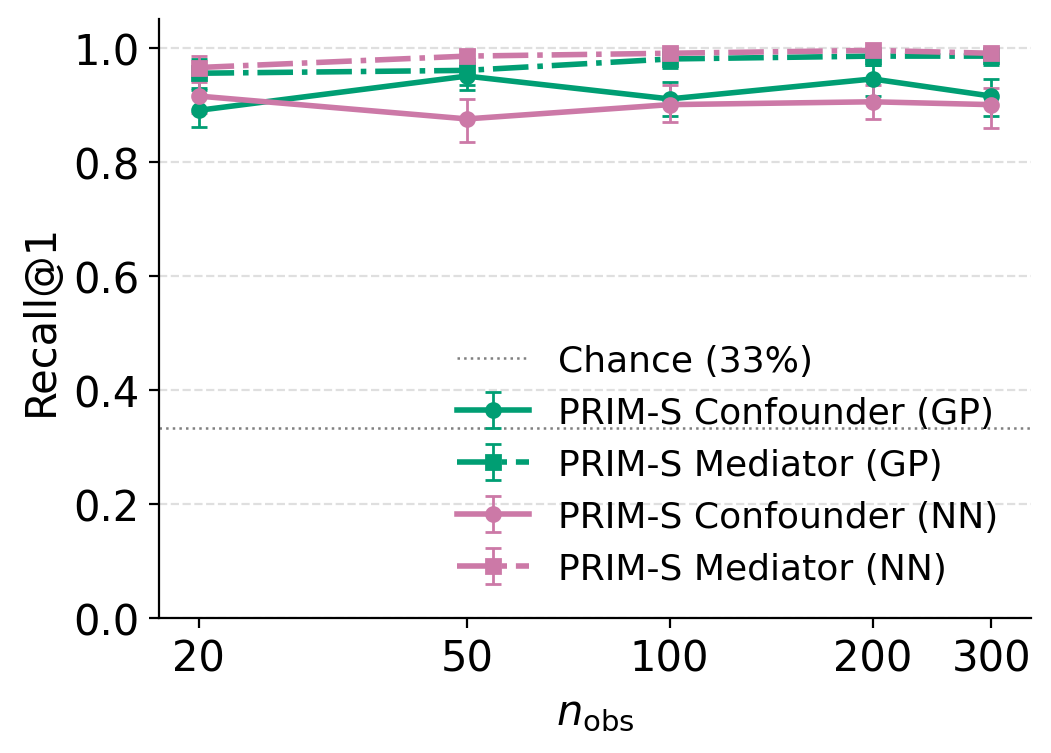 1.0
0.8
0.6
0.4
0.2
0.0
Recall@1
Chance (33%)
PRIM-S Confounder (GP)
PRIM-S Mediator (GP)
PRIM-S Confounder (NN)
PRIM-S Mediator (NN)
20 50 100 200 300
n_obs